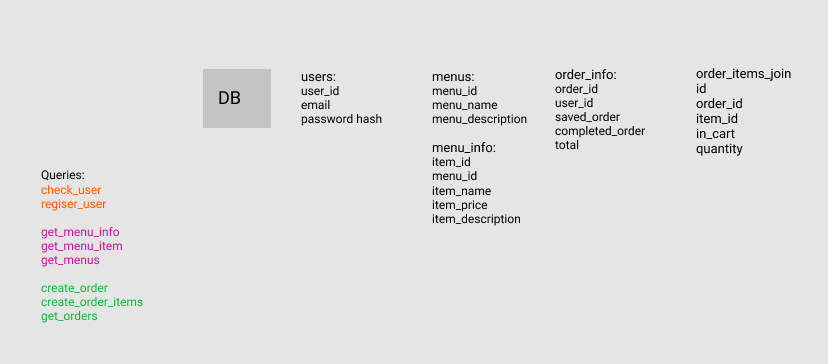 DB
users:
user_id
email
password hash
menus:
menu_id
menu_name
menu_description
menu_info:
item_id
menu_id
item_name
item_price
item_description
order_info:
order_id
user_id
saved_order
completed_order
total
order_items_join
id
order_id
item_id
in_cart
quantity
Queries:
check_user
regiser_user
get_menu_info
get_menu_item
get_menus
create_order
create_order_items
get_orders